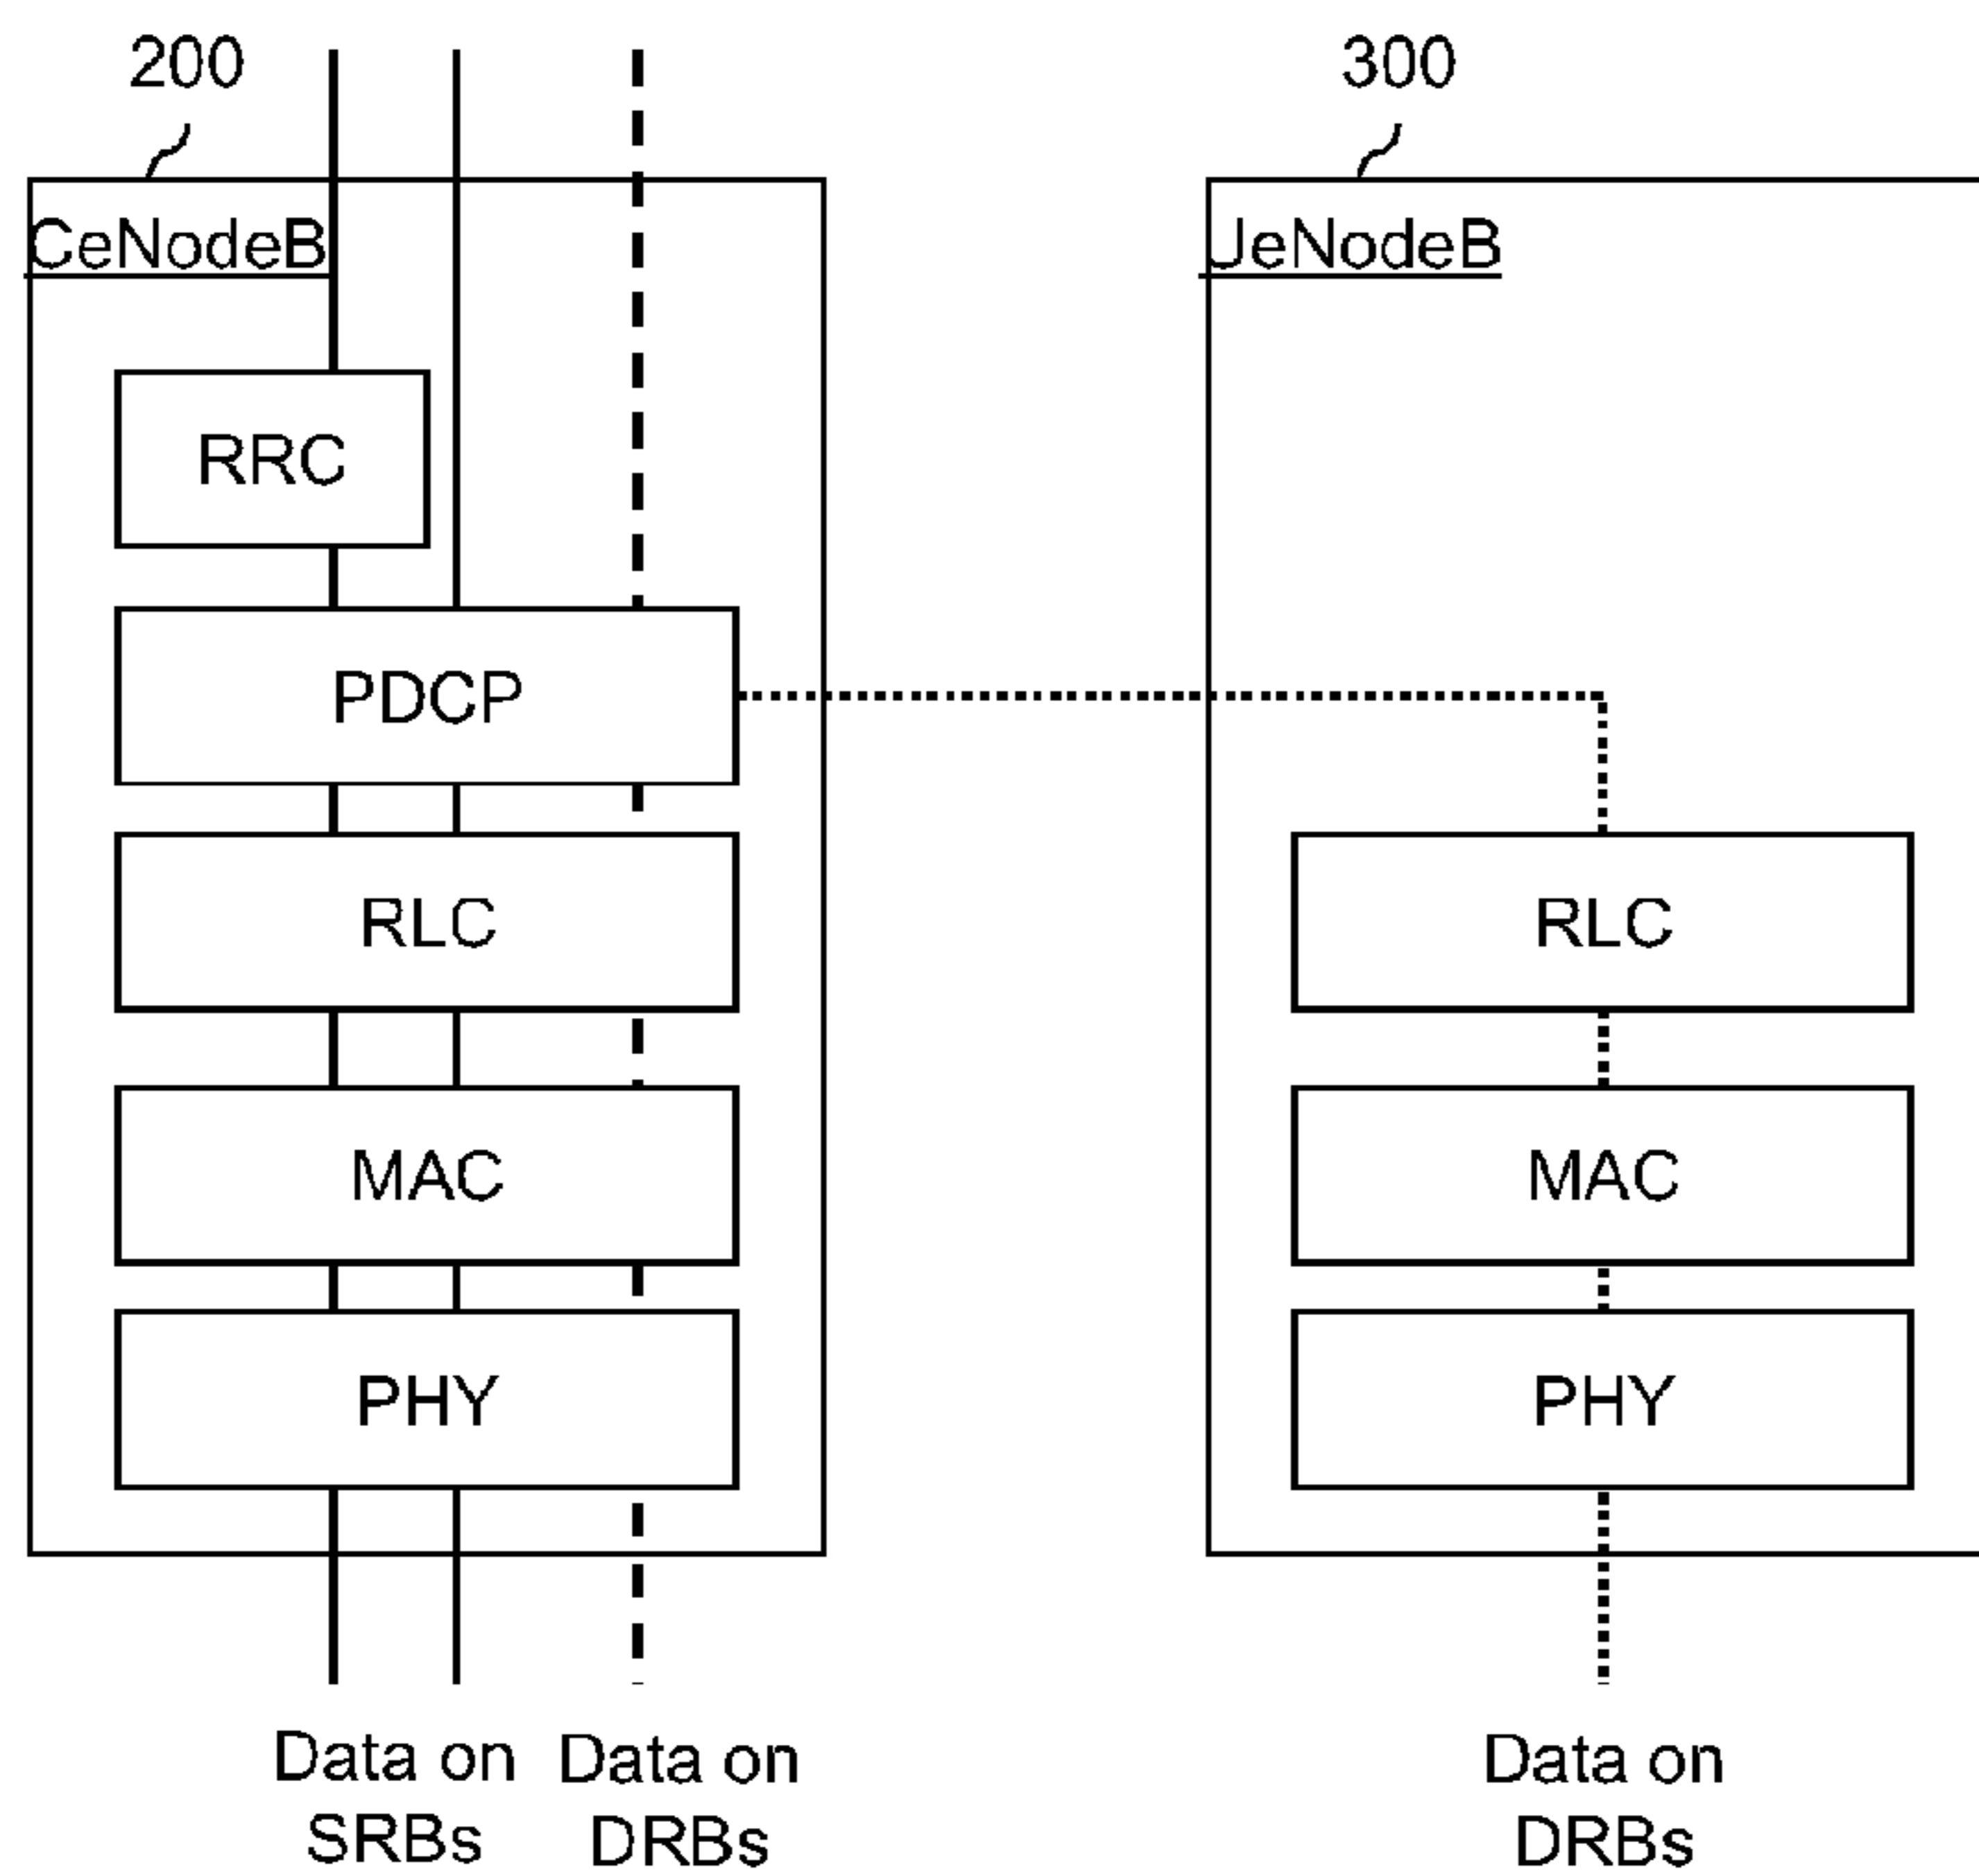 200
300
CeNodeB
UeNodeB
RRC
PDCP
RLC
RLC
MAC
MAC
PHY
PHY
Data on
SRBs
Data on
DRBs
Data on
DRBs